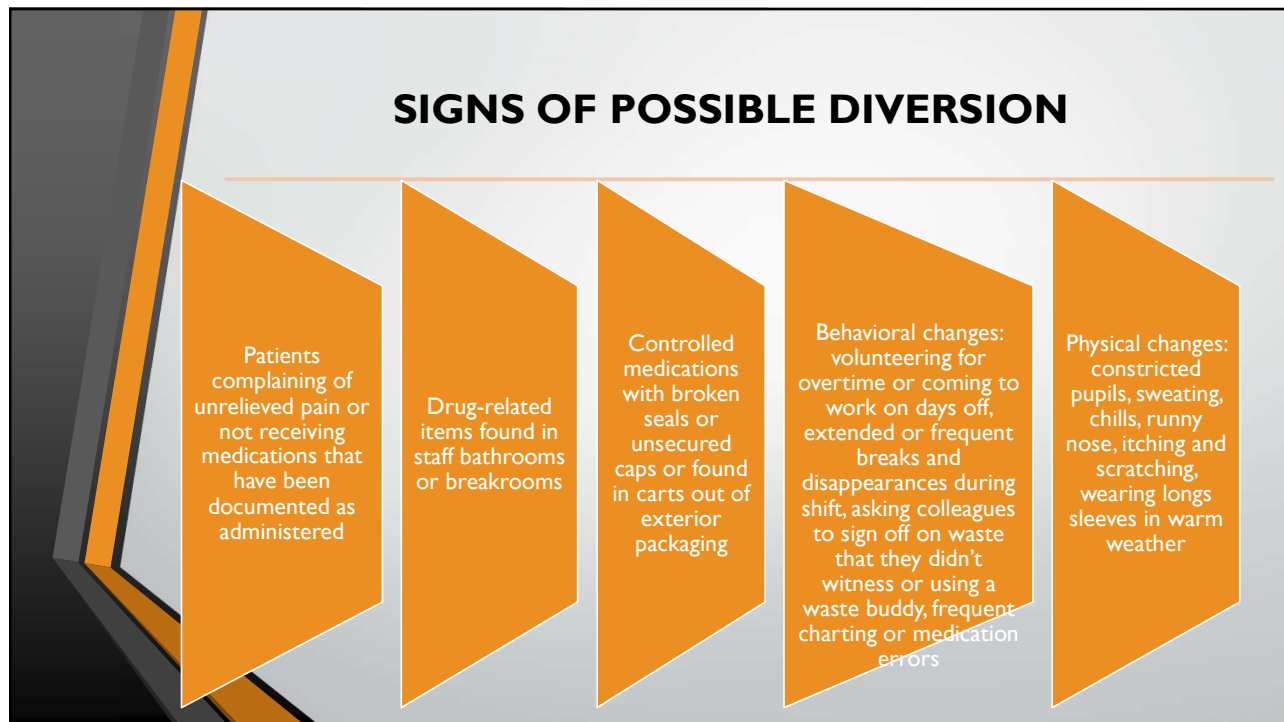 SIGNS OF POSSIBLE DIVERSION
Patients
complaining of
unrelieved pain or
not receiving
medications that
have been
documented as
administered
Drug-related
items found in
staff bathrooms
or breakrooms
Controlled
medications
with broken
seals or
unsecured
caps or found
in carts out of
exterior
packaging
Behavioral changes:
volunteering for
overtime or coming to
work on days off,
extended or frequent
breaks and
disappearances during
shift, asking colleagues
to sign off on waste
that they didn’t
witness or using a
waste buddy, frequent
charting or medication
errors
Physical changes:
constricted
pupils, sweating,
chills, runny
nose, itching and
scratching,
wearing longs
sleeves in warm
weather